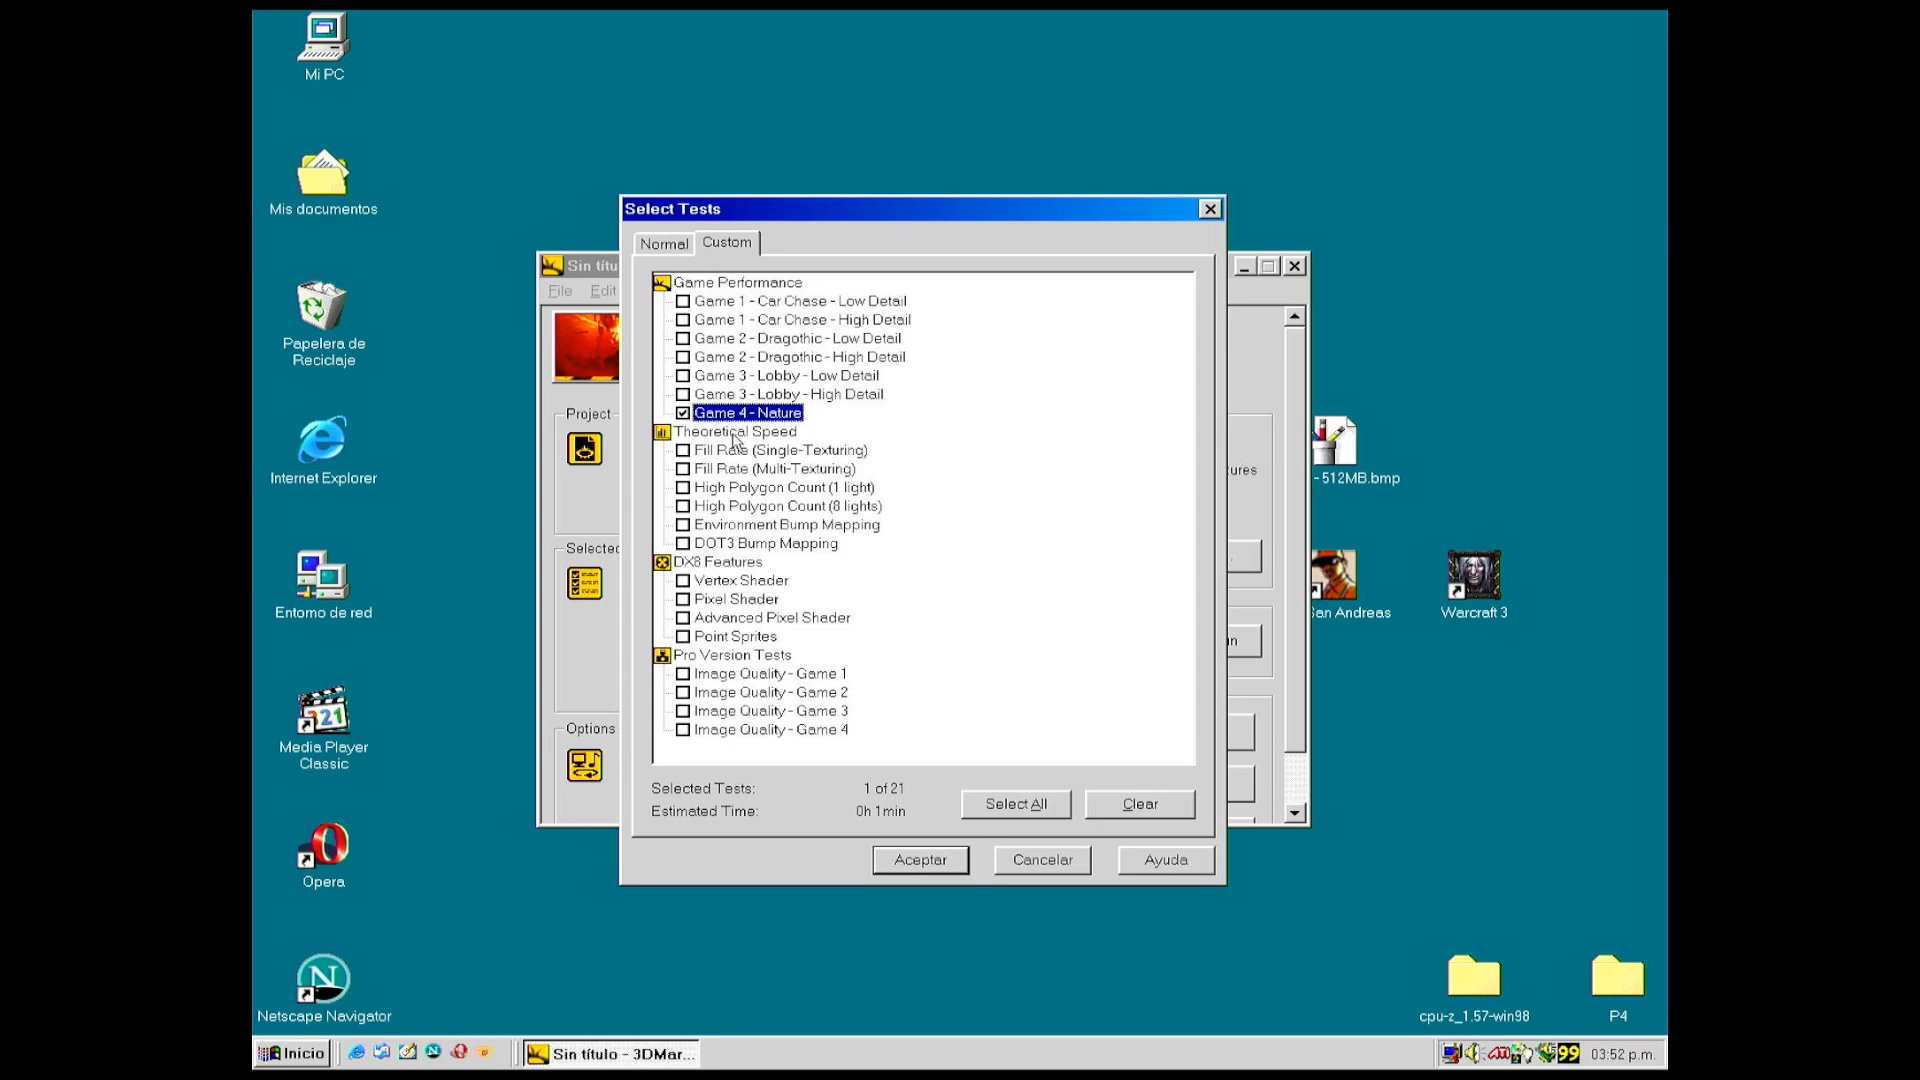 Mi PC
Mis documentos
Papelera de
Reciclaje
Internet Explorer
Entorno de red
Media Player
Classic
Opera
Netscape Navigator
Sin títu
File Edit
Project
Selected
Options
ures
Select Tests
Normal Custom
Game Performance
Game 1 - Car Chase - Low Detail
Game 1 - Car Chase - High Detail
Game 2 - Dragothic - Low Detail
Game 2 - Dragothic - High Detail
Game 3 - Lobby - Low Detail
Game 3 - Lobby - High Detail
Game 4 - Nature
Theoretical Speed
Fill Rate (Single-Texturing)
Fill Rate (Multi-Texturing)
High Polygon Count (1 light)
High Polygon Count (8 lights)
Environment Bump Mapping
DOT3 Bump Mapping
DX8 Features
Vertex Shader
Pixel Shader
Advanced Pixel Shader
Point Sprites
Pro Version Tests
Image Quality - Game 1
Image Quality - Game 2
Image Quality - Game 3
Image Quality - Game 4
Selected Tests: 1 of 21
Estimated Time: 0h 1min
Select All Clear
Aceptar Cancelar Ayuda
- 512MB.bmp
San Andreas
Warcraft 3
cpu-z_1.57-win98
P4
Inicio
Sin título - 3DMar...
99
03:52 p.m.